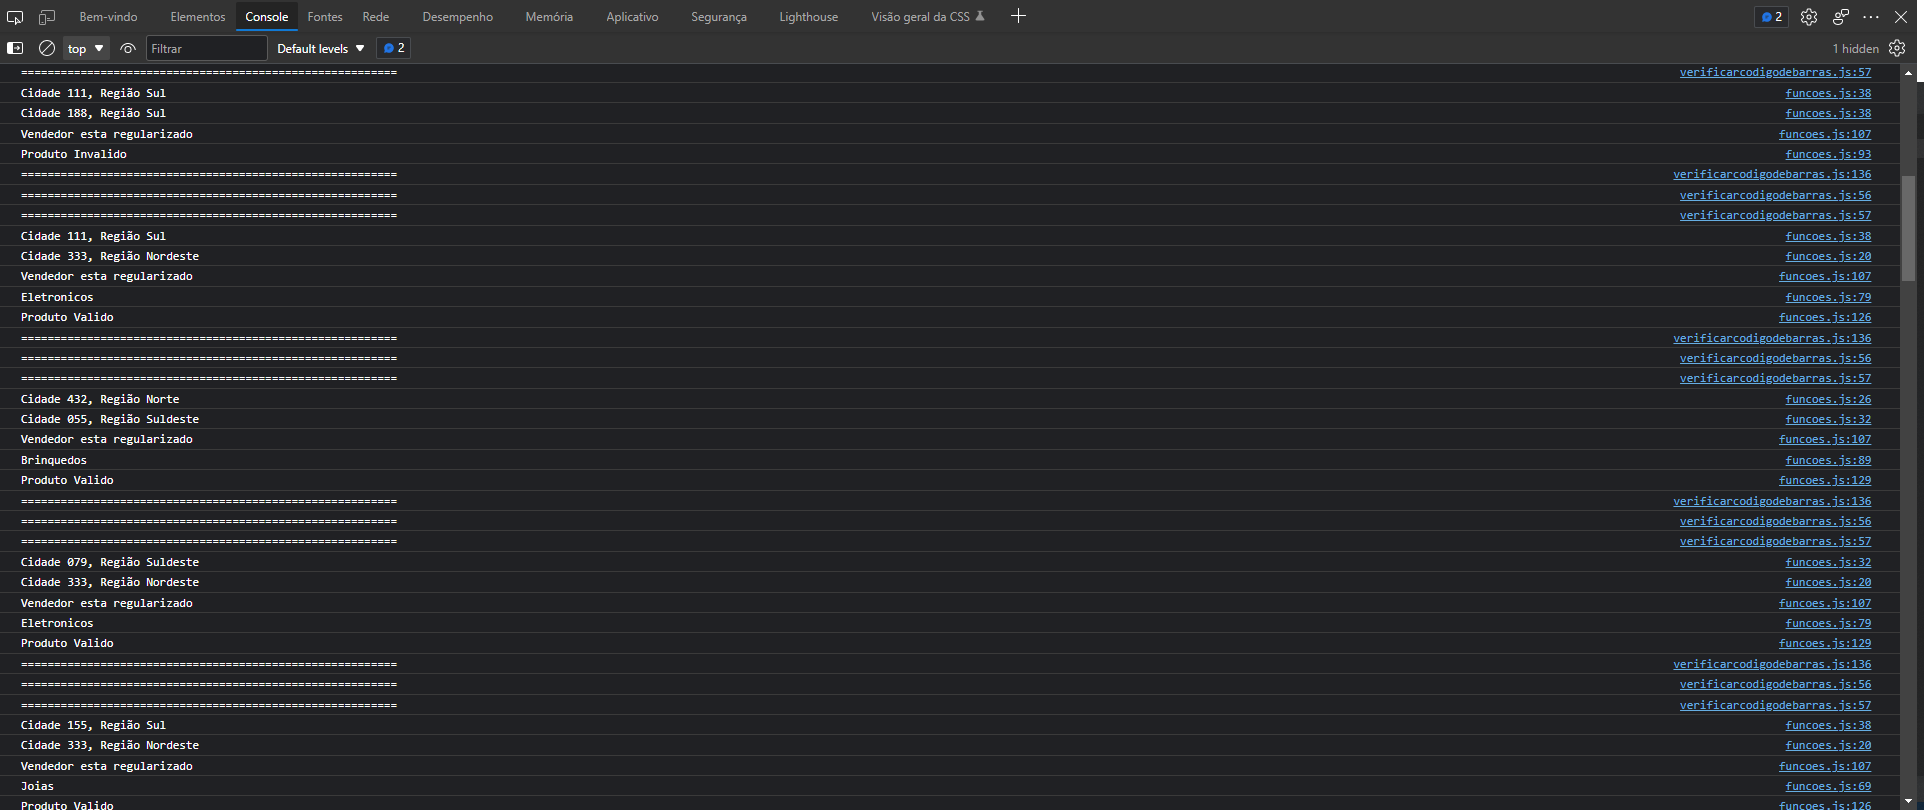 Bem-vindo Elementos Console Fontes Rede Desempenho Memória Aplicativo Segurança Lighthouse Visão geral da CSS 2
top Filtrar Default levels 2 1 hidden
========================================================= verificarcodigodebarras.js:57
Cidade 111, Região Sul funcoes.js:38
Cidade 188, Região Sul funcoes.js:38
Vendedor esta regularizado funcoes.js:107
Produto Invalido funcoes.js:93
========================================================= verificarcodigodebarras.js:136
========================================================= verificarcodigodebarras.js:56
========================================================= verificarcodigodebarras.js:57
Cidade 111, Região Sul funcoes.js:38
Cidade 333, Região Nordeste funcoes.js:20
Vendedor esta regularizado funcoes.js:107
Eletronicos funcoes.js:79
Produto Valido funcoes.js:126
========================================================= verificarcodigodebarras.js:136
========================================================= verificarcodigodebarras.js:56
========================================================= verificarcodigodebarras.js:57
Cidade 432, Região Norte funcoes.js:26
Cidade 055, Região Suldeste funcoes.js:32
Vendedor esta regularizado funcoes.js:107
Brinquedos funcoes.js:89
Produto Valido funcoes.js:129
========================================================= verificarcodigodebarras.js:136
========================================================= verificarcodigodebarras.js:56
========================================================= verificarcodigodebarras.js:57
Cidade 079, Região Suldeste funcoes.js:32
Cidade 333, Região Nordeste funcoes.js:20
Vendedor esta regularizado funcoes.js:107
Eletronicos funcoes.js:79
Produto Valido funcoes.js:129
========================================================= verificarcodigodebarras.js:136
========================================================= verificarcodigodebarras.js:56
========================================================= verificarcodigodebarras.js:57
Cidade 155, Região Sul funcoes.js:38
Cidade 333, Região Nordeste funcoes.js:20
Vendedor esta regularizado funcoes.js:107
Joias funcoes.js:69
Produto Valido funcoes.js:126